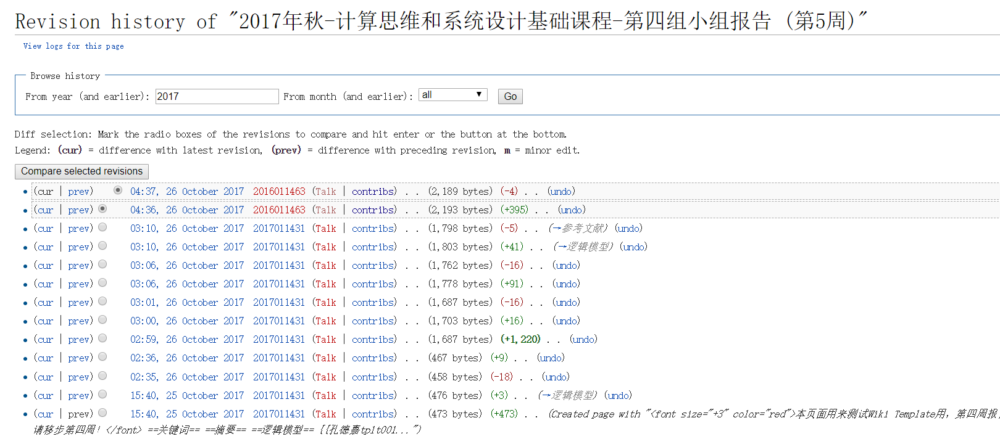 Revision history of "2017年秋-计算思维和系统设计基础课程-第四组小组报告 (第5周)"
View logs for this page
Browse history
From year (and earlier): 2017 From month (and earlier): all Go
Diff selection: Mark the radio boxes of the revisions to compare and hit enter or the button at the bottom.
Legend: (cur) = difference with latest revision, (prev) = difference with preceding revision, m = minor edit.
Compare selected revisions
(cur | prev) 04:37, 26 October 2017 2016011463 (Talk | contribs) . . (2,189 bytes) (-4) . . (undo)
(cur | prev) 04:36, 26 October 2017 2016011463 (Talk | contribs) . . (2,193 bytes) (+395) . . (undo)
(cur | prev) 03:10, 26 October 2017 2017011431 (Talk | contribs) . . (1,798 bytes) (-5) . . (→参考文献) (undo)
(cur | prev) 03:10, 26 October 2017 2017011431 (Talk | contribs) . . (1,803 bytes) (+41) . . (→逻辑模型) (undo)
(cur | prev) 03:06, 26 October 2017 2017011431 (Talk | contribs) . . (1,762 bytes) (-16) . . (undo)
(cur | prev) 03:06, 26 October 2017 2017011431 (Talk | contribs) . . (1,778 bytes) (+91) . . (undo)
(cur | prev) 03:01, 26 October 2017 2017011431 (Talk | contribs) . . (1,687 bytes) (-16) . . (undo)
(cur | prev) 03:00, 26 October 2017 2017011431 (Talk | contribs) . . (1,703 bytes) (+16) . . (undo)
(cur | prev) 02:59, 26 October 2017 2017011431 (Talk | contribs) . . (1,687 bytes) (+1,220) . . (undo)
(cur | prev) 02:36, 26 October 2017 2017011431 (Talk | contribs) . . (467 bytes) (+9) . . (undo)
(cur | prev) 02:35, 26 October 2017 2017011431 (Talk | contribs) . . (458 bytes) (-18) . . (undo)
(cur | prev) 15:40, 25 October 2017 2017011431 (Talk | contribs) . . (476 bytes) (+3) . . (→逻辑模型) (undo)
(cur | prev) 15:40, 25 October 2017 2017011431 (Talk | contribs) . . (473 bytes) (+473) . . (Created page with "<font size="+3" color="red">本页面用来测试Wiki Template用, 第四周报
请移步第四周! </font> ==关键词== ==摘要== ==逻辑模型== {{孔德嘉tplt001...")